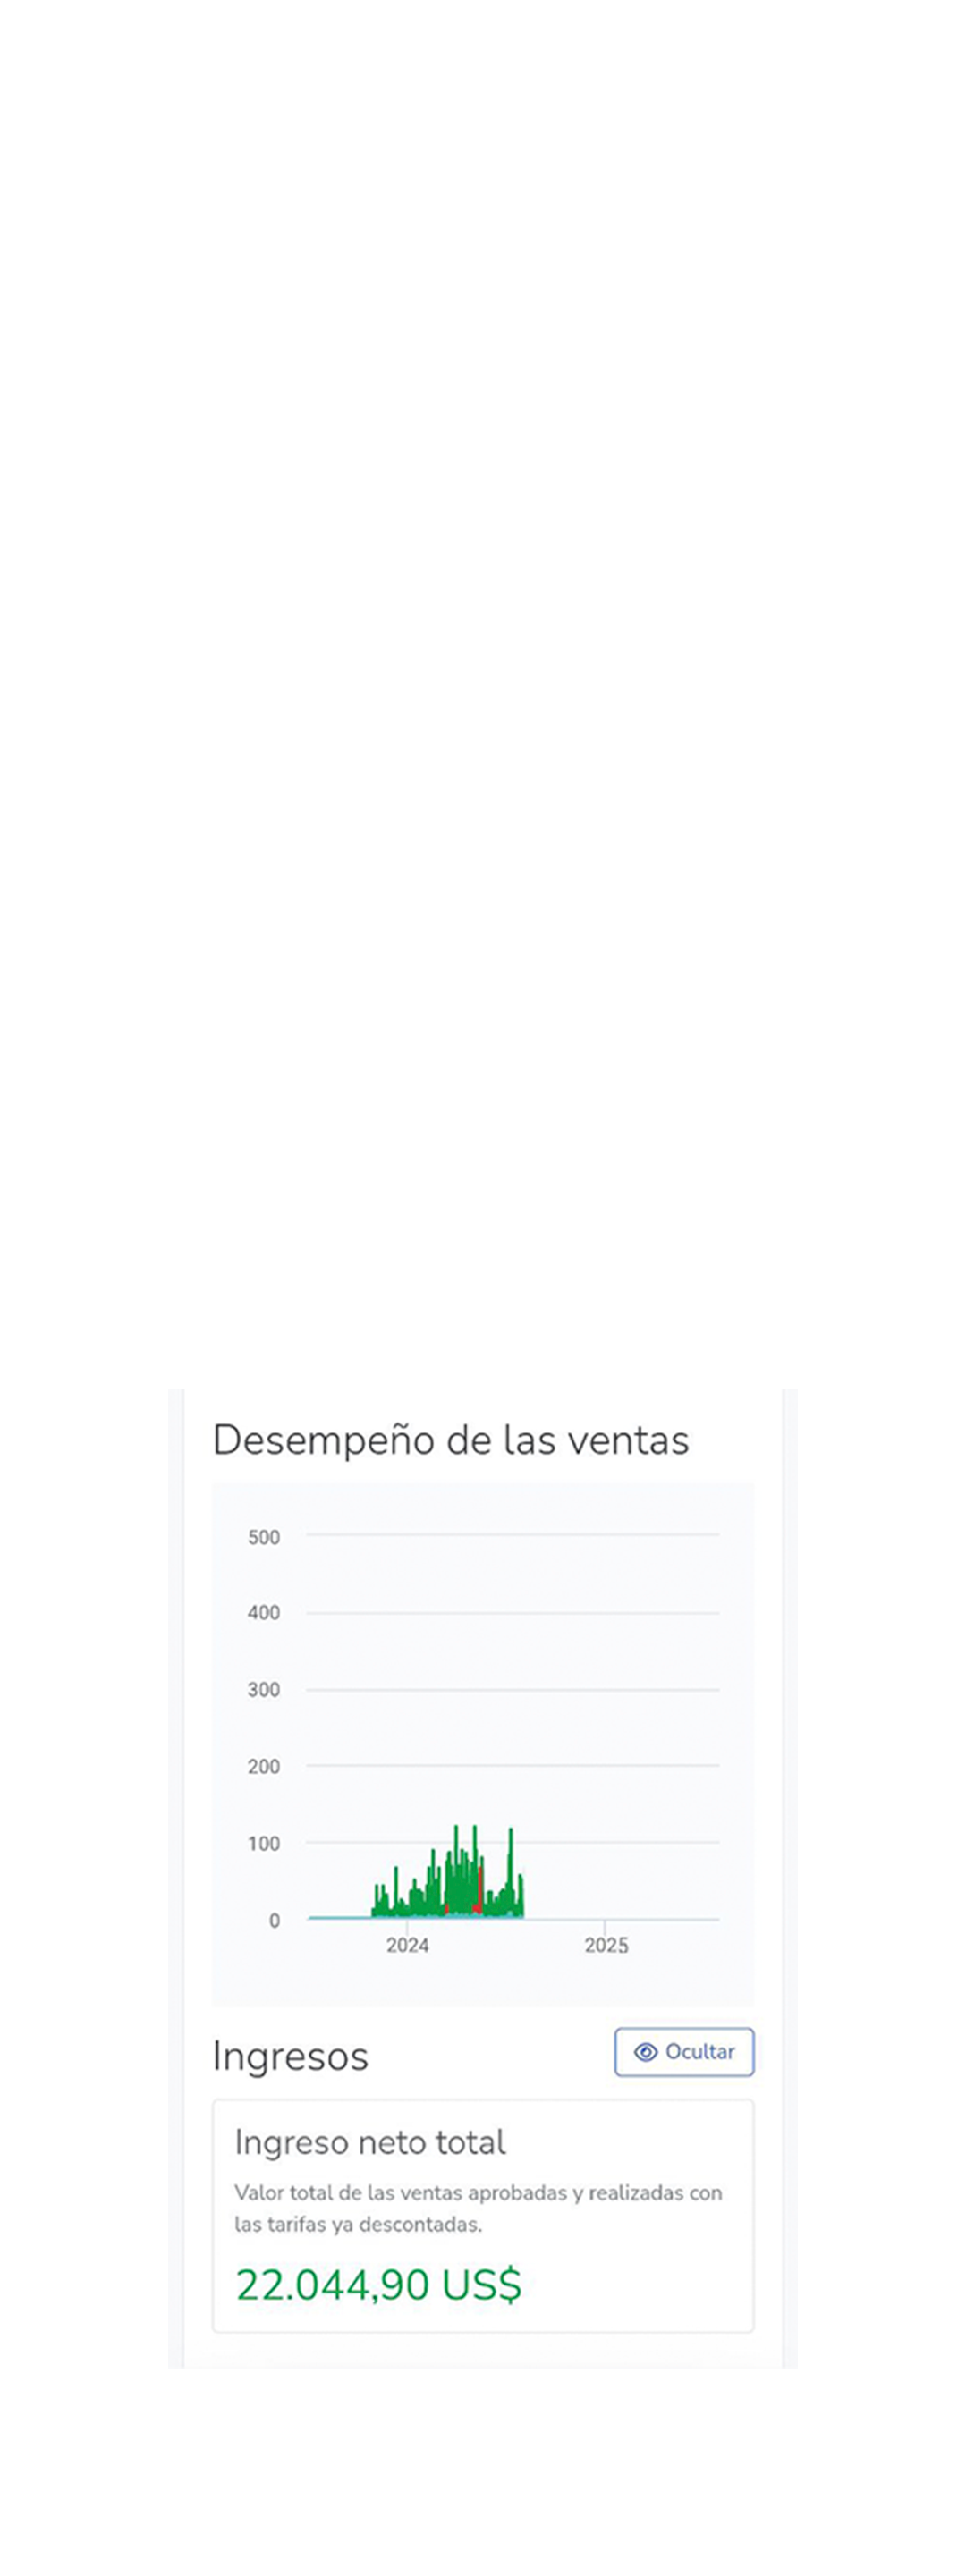 Desempeño de las ventas
500
400
300
200
100
0
2024 2025
Ingresos
Ocultar
Ingreso neto total
Valor total de las ventas aprobadas y realizadas con
las tarifas ya descontadas.
22.044,90 US$